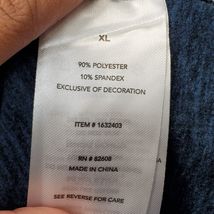 XL
90% POLYESTER
10% SPANDEX
EXCLUSIVE OF DECORATION
ITEM # 1632403
RN # 82608
MADE IN CHINA
SEE REVERSE FOR CARE